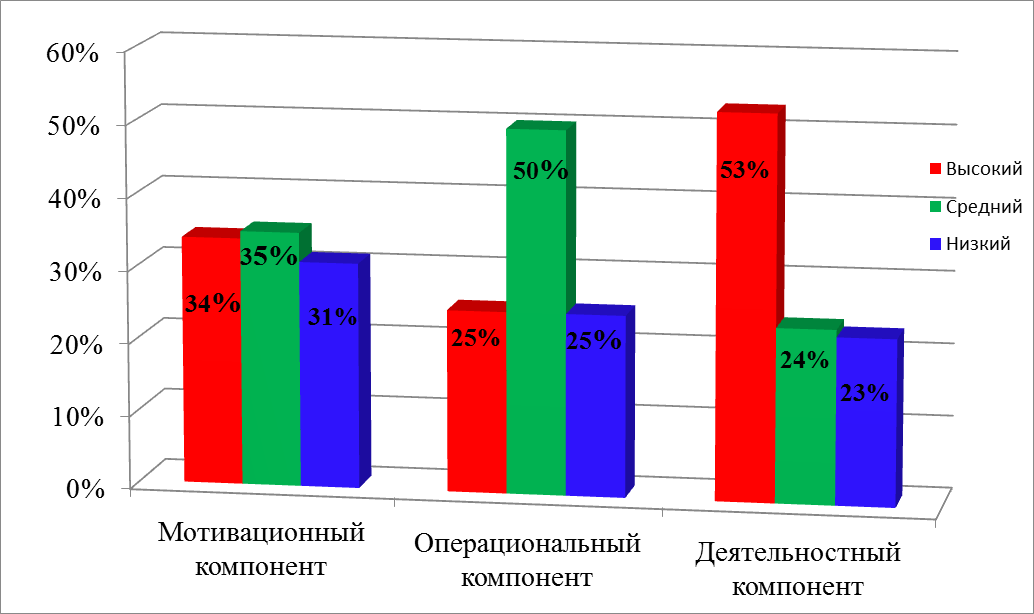 60%
50%
40%
30%
20%
10%
0%
34%
35%
31%
25%
50%
25%
53%
24%
23%
Мотивационный
компонент
Операциональный
компонент
Деятельностный
компонент
Высокий
Средний
Низкий